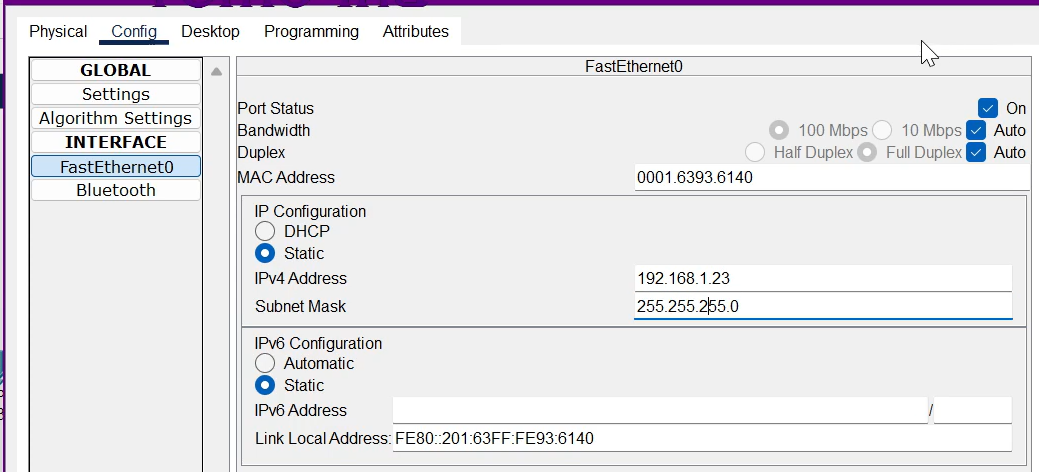 Physical Config Desktop Programming Attributes
GLOBAL
Settings
Algorithm Settings
INTERFACE
FastEthernet0
Bluetooth
FastEthernet0
Port Status On
Bandwidth 100 Mbps 10 Mbps Auto
Duplex Half Duplex Full Duplex Auto
MAC Address 0001.6393.6140
IP Configuration
DHCP
Static
IPv4 Address 192.168.1.23
Subnet Mask 255.255.255.0
IPv6 Configuration
Automatic
Static
IPv6 Address /
Link Local Address: FE80::201:63FF:FE93:6140